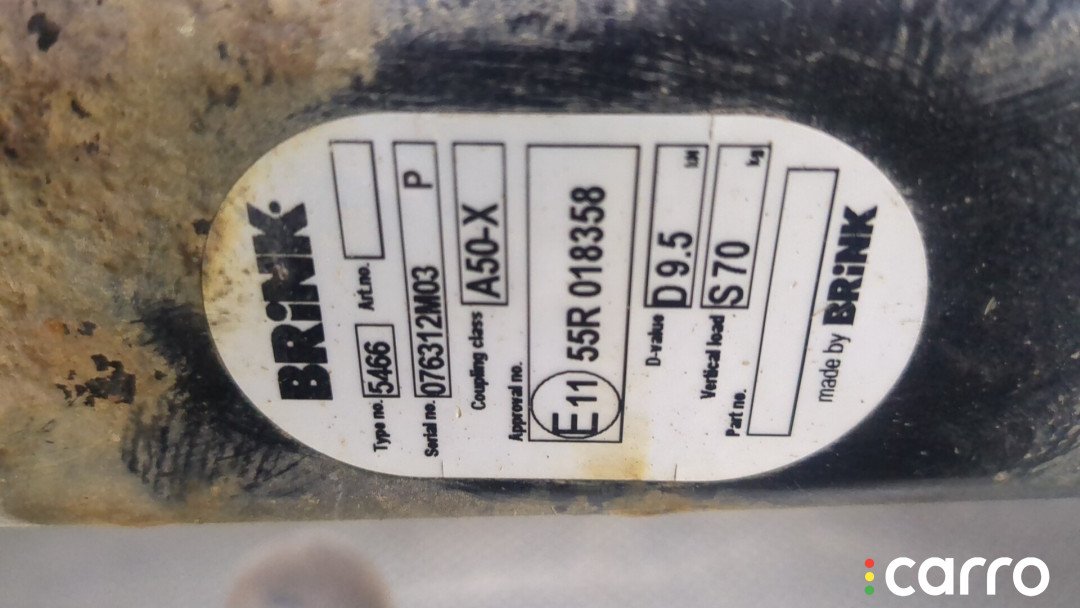 BRiNK
Type no. 5466 Art.no.
Serial no. 076312M03 P
Coupling class A50-X
Approval no.
E11 55R 018358
D-value D 9.5 kN
Vertical load S 70 kg
Part no.
made by BRiNK
carro